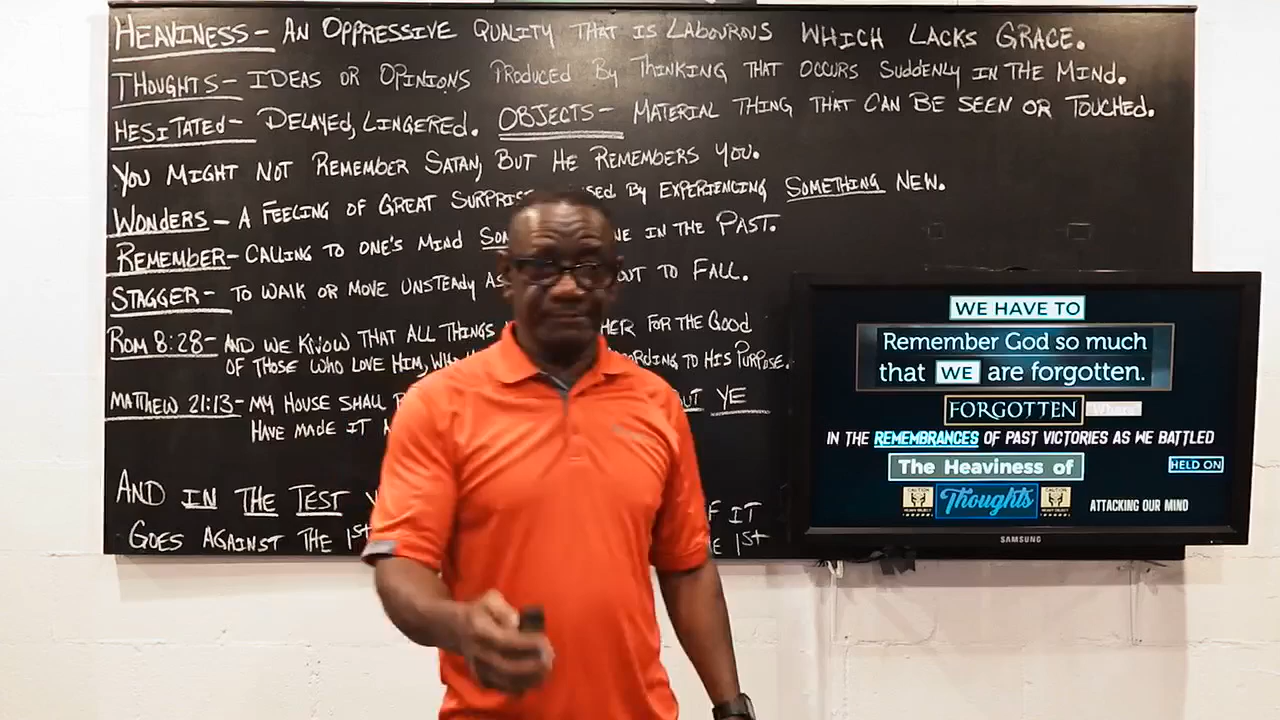 HEAVINESS - AN OPPRESSIVE QUALITY THAT IS LABOUROUS WHICH LACKS GRACE.
THOUGHTS - IDEAS OR OPINIONS PRODUCED BY THINKING THAT OCCURS SUDDENLY IN THE MIND.
HESITATED - DELAYED, LINGERED. OBJECTS - MATERIAL THING THAT CAN BE SEEN OR TOUCHED.
YOU MIGHT NOT REMEMBER SATAN, BUT HE REMEMBERS YOU.
WONDERS - A FEELING OF GREAT SURPRISE BY EXPERIENCING SOMETHING NEW.
REMEMBER - CALLING TO ONE'S MIND IN THE PAST.
STAGGER - TO WALK OR MOVE UNSTEADY AS TO FALL.
ROM 8:28 - AND WE KNOW THAT ALL THINGS FOR THE GOOD
OF THOSE WHO LOVE HIM, TO HIS PURPOSE.
MATTHEW 21:13 - MY HOUSE SHALL YE
HAVE MADE IT
AND IN THE TEST IT
GOES AGAINST THE 1ST 1ST
WE HAVE TO
Remember God so much
that WE are forgotten.
FORGOTTEN
IN THE REMEMBRANCES OF PAST VICTORIES AS WE BATTLED
The Heaviness of HELD ON
Thoughts ATTACKING OUR MIND
SAMSUNG